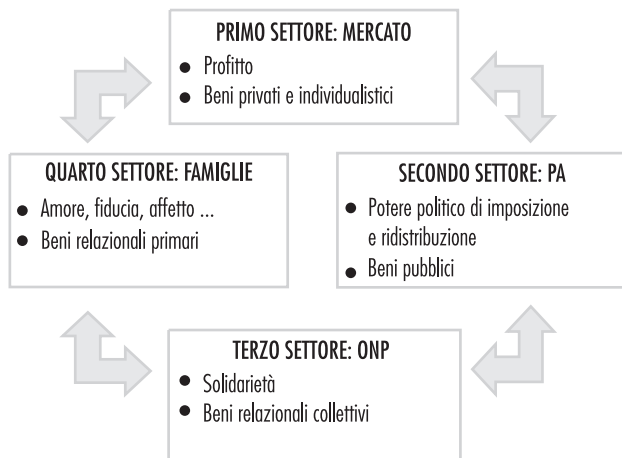 PRIMO SETTORE: MERCATO
● Profitto
● Beni privati e individualistici
QUARTO SETTORE: FAMIGLIE
● Amore, fiducia, affetto ...
● Beni relazionali primari
SECONDO SETTORE: PA
● Potere politico di imposizione
e ridistribuzione
● Beni pubblici
TERZO SETTORE: ONP
● Solidarietà
● Beni relazionali collettivi